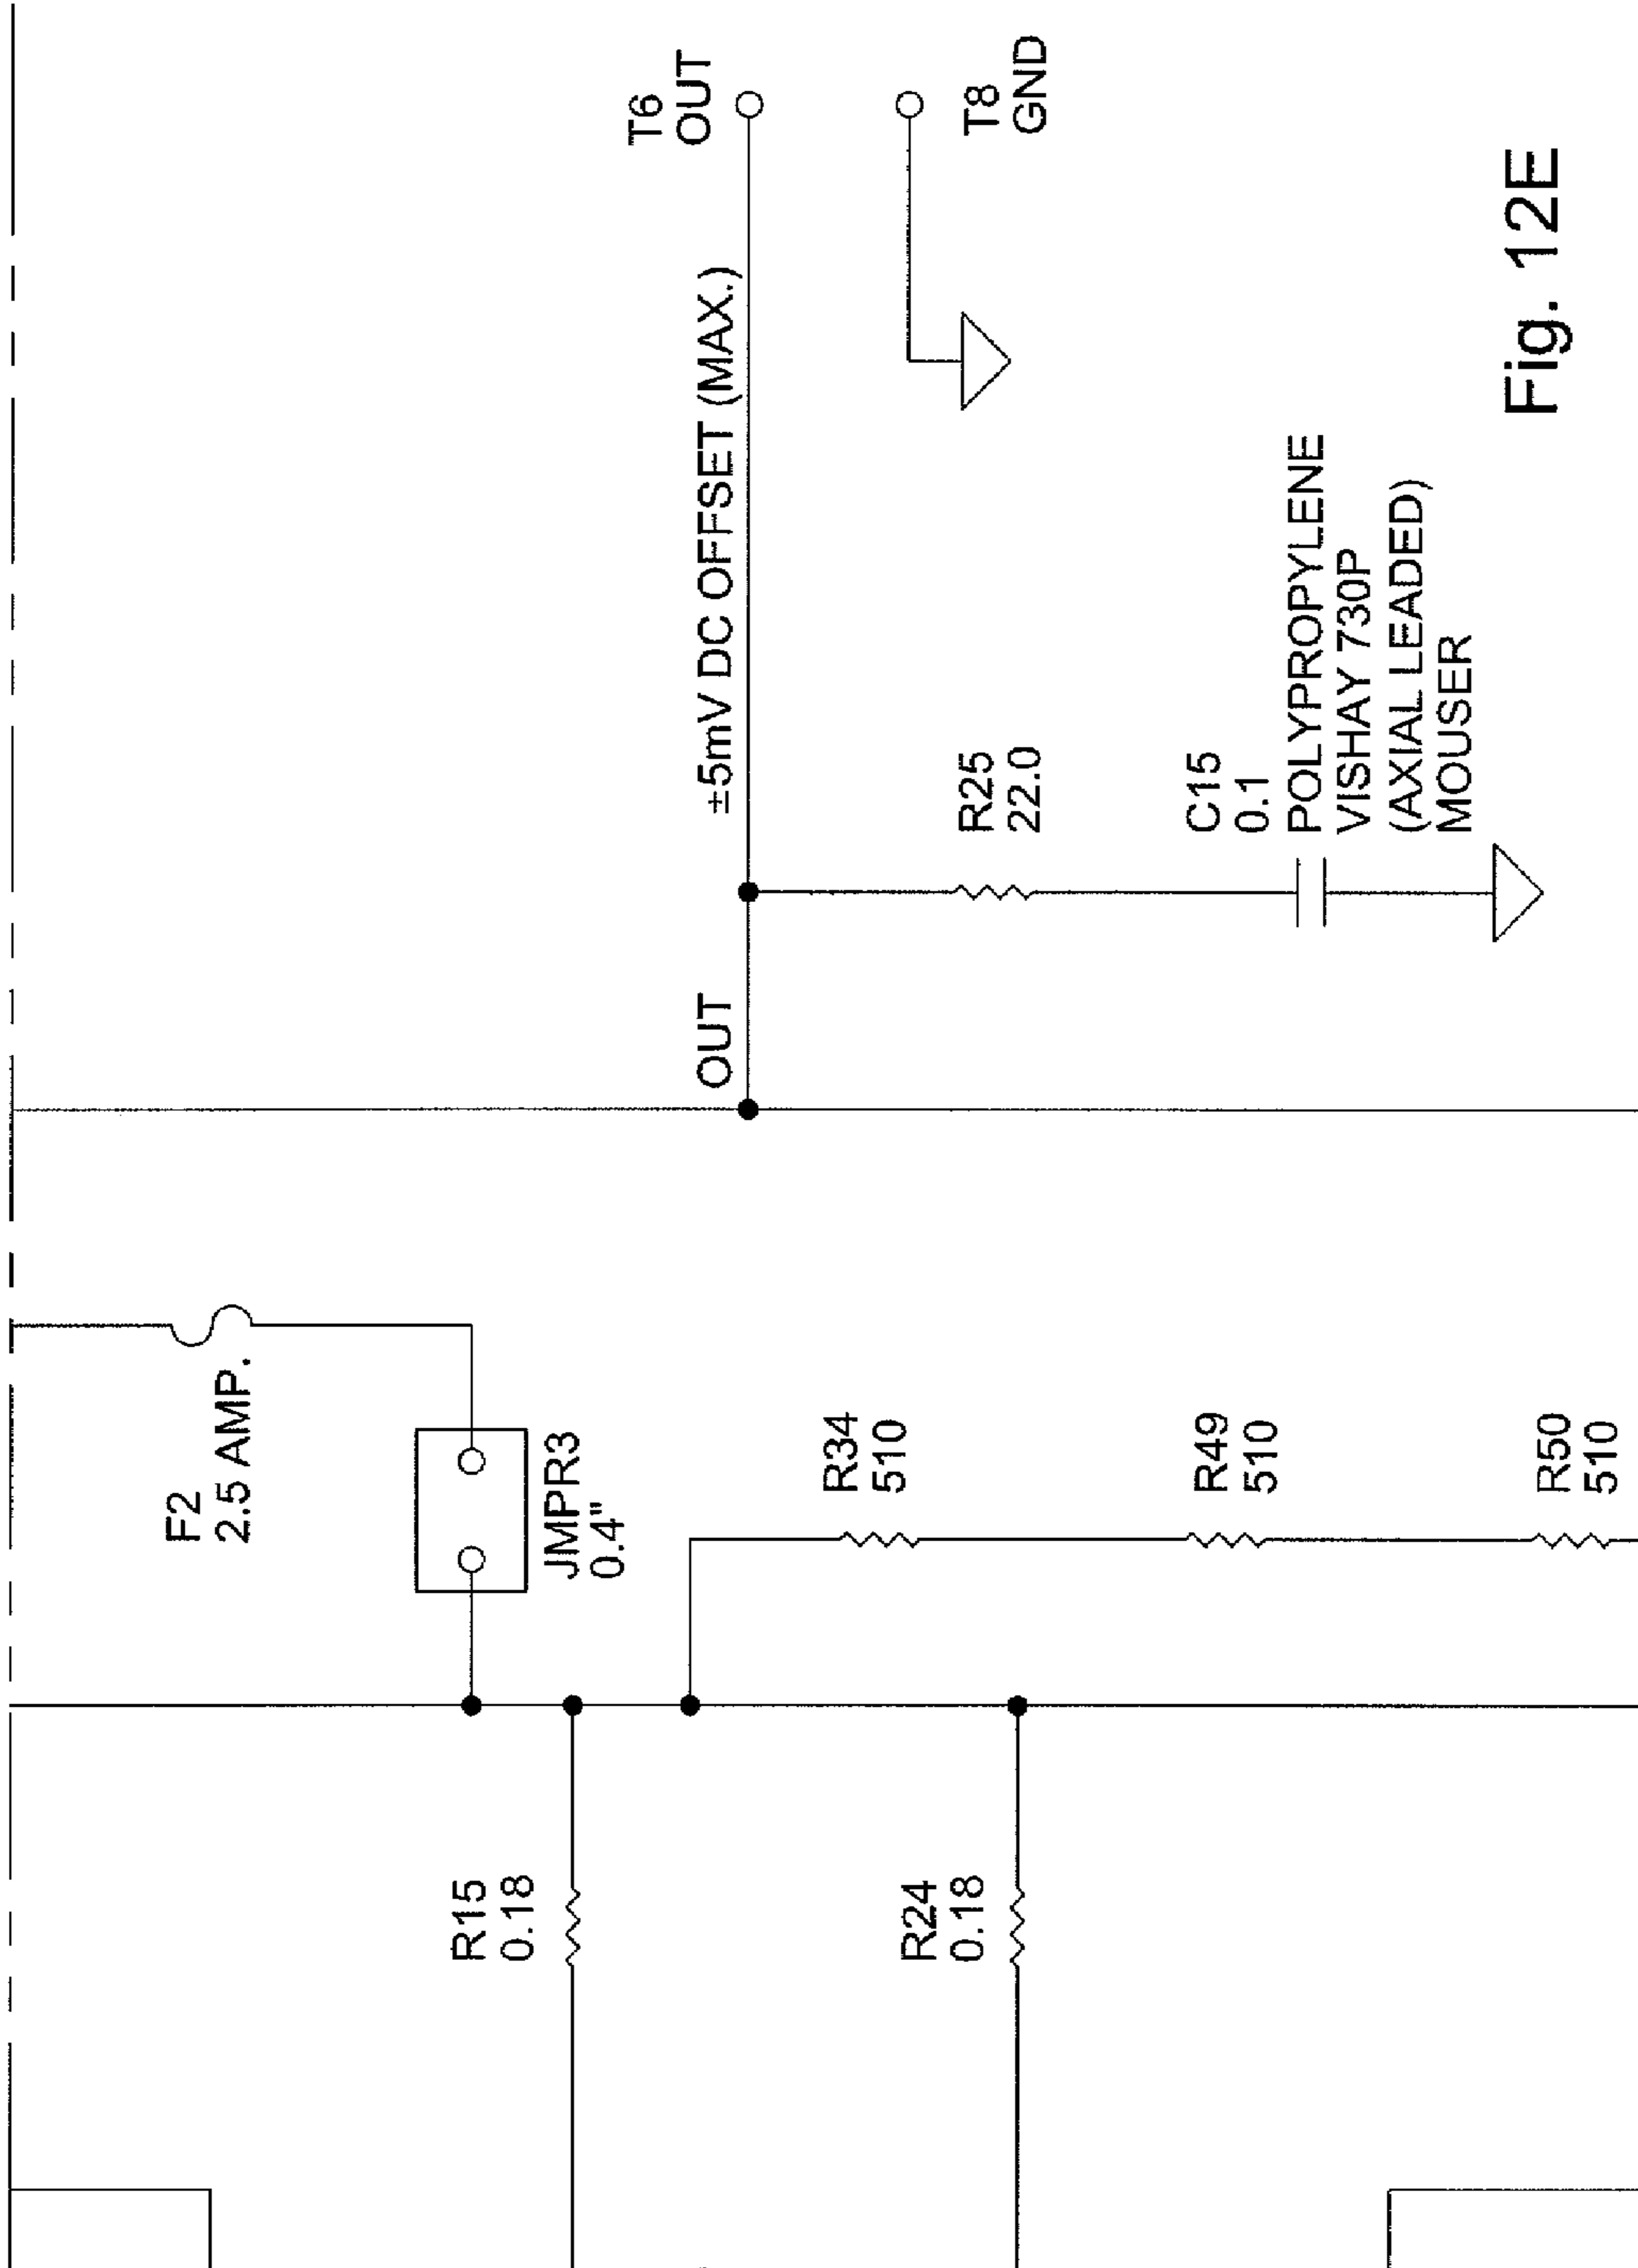 T6
OUT
T8
GND
±5mV DC OFFSET (MAX.)
OUT
R25
22.0
C15
0.1
POLYPROPYLENE
VISHAY 730P
(AXIAL LEADED)
MOUSER
F2
2.5 AMP.
JMPR3
0.4"
R34
510
R49
510
R50
510
R15
0.18
R24
0.18
Fig. 12E